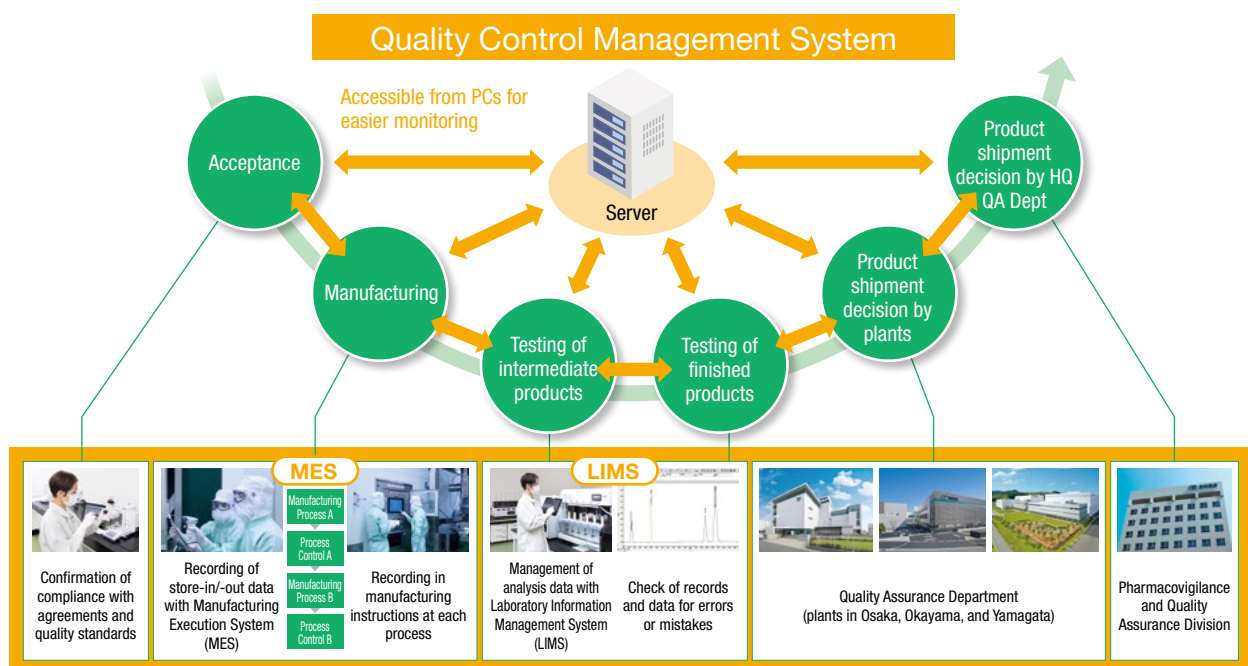 Quality Control Management System
Accessible from PCs for
easier monitoring
Server
Acceptance
Manufacturing
Testing of
intermediate
products
Testing of
finished
products
Product
shipment
decision by
plants
Product
shipment
decision by HQ
QA Dept
Confirmation of
compliance with
agreements and
quality standards
MES
Recording of
store-in/-out data
with Manufacturing
Execution System
(MES)
Manufacturing
Process A
Process
Control A
Manufacturing
Process B
Process
Control B
Recording in
manufacturing
instructions at each
process
LIMS
Management of
analysis data with
Laboratory Information
Management System
(LIMS)
Check of records
and data for errors
or mistakes
Quality Assurance Department
(plants in Osaka, Okayama, and Yamagata)
Pharmacovigilance
and Quality
Assurance Division